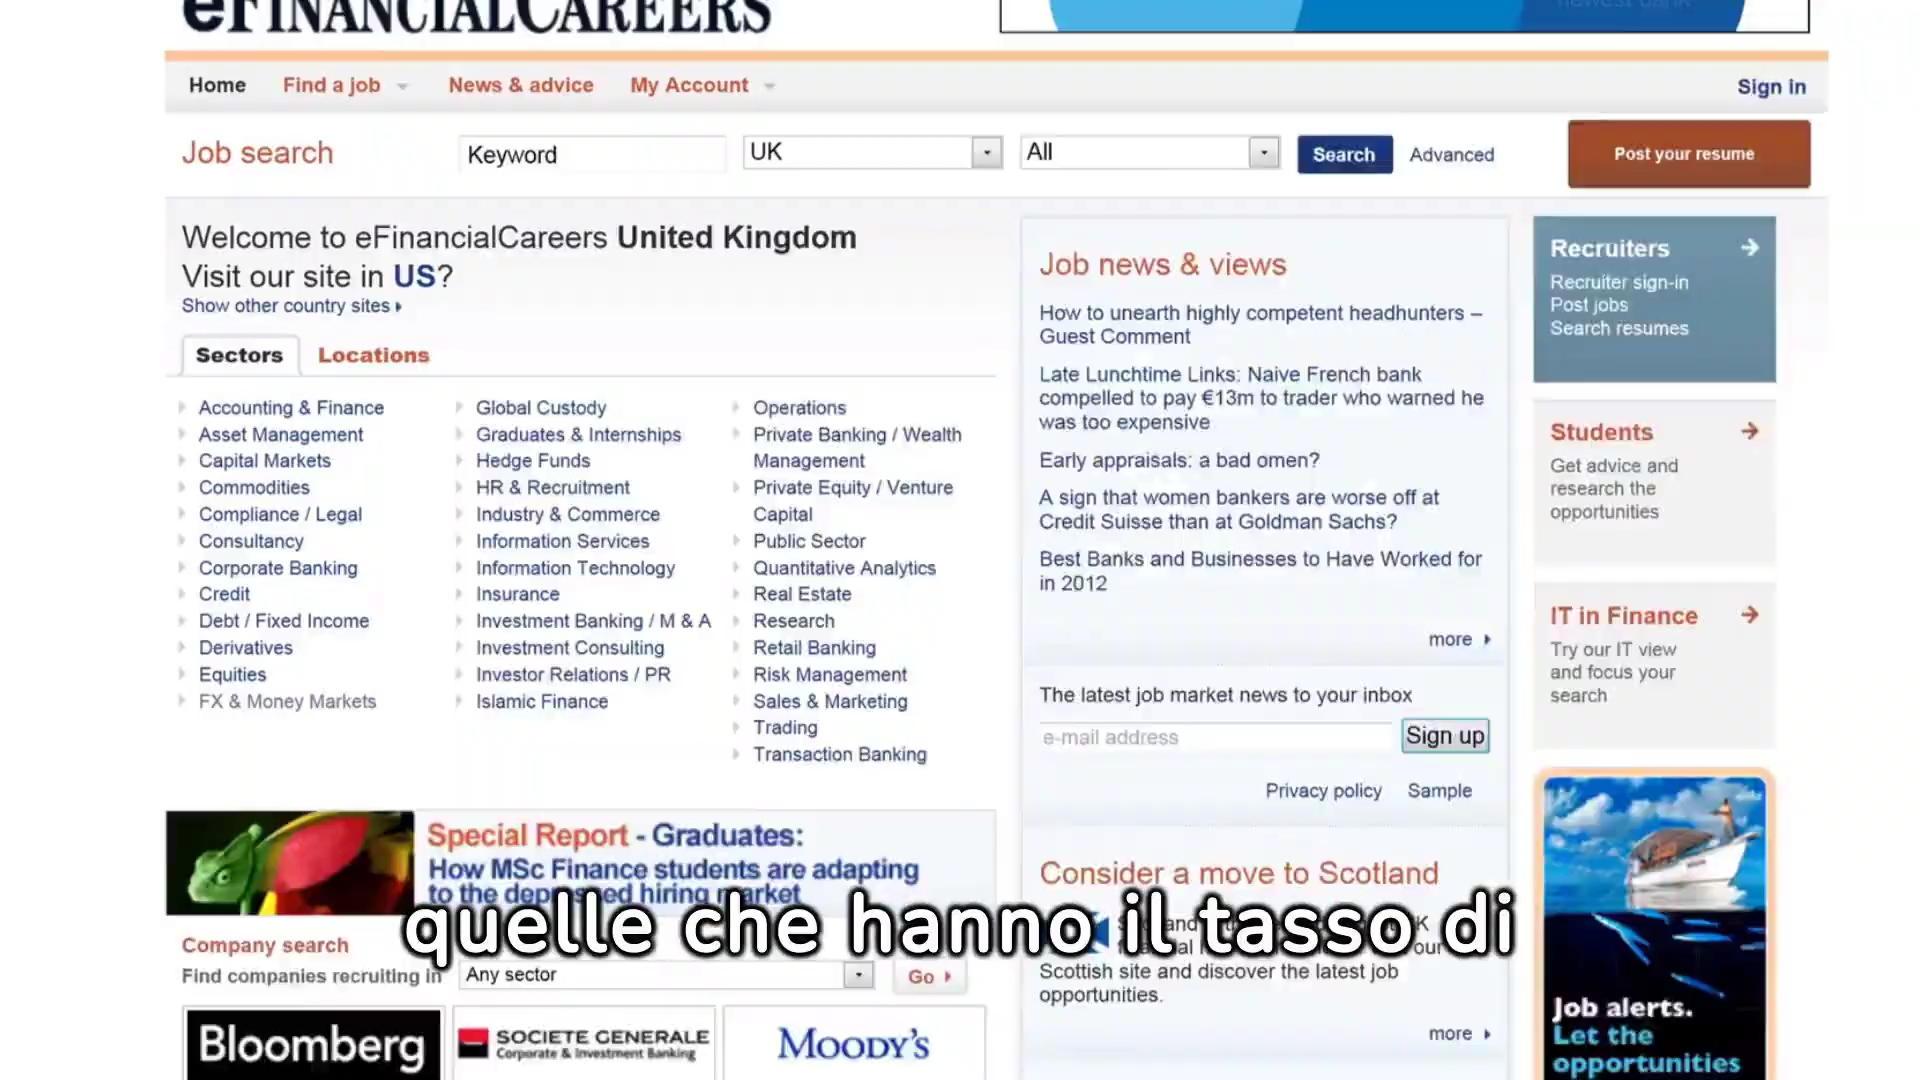 eFINANCIALCAREERS
newest bank
Home Find a job News & advice My Account Sign in
Job search Keyword UK All Search Advanced Post your resume
Welcome to eFinancialCareers United Kingdom
Visit our site in US?
Show other country sites
Sectors Locations
Accounting & Finance
Asset Management
Capital Markets
Commodities
Compliance / Legal
Consultancy
Corporate Banking
Credit
Debt / Fixed Income
Derivatives
Equities
FX & Money Markets
Global Custody
Graduates & Internships
Hedge Funds
HR & Recruitment
Industry & Commerce
Information Services
Information Technology
Insurance
Investment Banking / M & A
Investment Consulting
Investor Relations / PR
Islamic Finance
Operations
Private Banking / Wealth
Management
Private Equity / Venture
Capital
Public Sector
Quantitative Analytics
Real Estate
Research
Retail Banking
Risk Management
Sales & Marketing
Trading
Transaction Banking
Special Report - Graduates:
How MSc Finance students are adapting
to the depressed hiring market
Company search
Find companies recruiting in Any sector Go
Bloomberg
SOCIETE GENERALE
Corporate & Investment Banking
MOODY'S
Job news & views
How to unearth highly competent headhunters –
Guest Comment
Late Lunchtime Links: Naive French bank
compelled to pay €13m to trader who warned he
was too expensive
Early appraisals: a bad omen?
A sign that women bankers are worse off at
Credit Suisse than at Goldman Sachs?
Best Banks and Businesses to Have Worked for
in 2012
more
The latest job market news to your inbox
e-mail address Sign up
Privacy policy Sample
Consider a move to Scotland
Scottish site and discover the latest job
opportunities.
more
Recruiters
Recruiter sign-in
Post jobs
Search resumes
Students
Get advice and
research the
opportunities
IT in Finance
Try our IT view
and focus your
search
Job alerts.
Let the
opportunities
quelle che hanno il tasso di